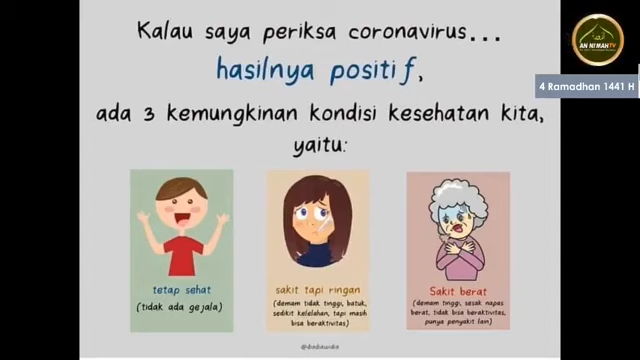 Kalau saya periksa coronavirus...
hasilnya positif,
ada 3 kemungkinan kondisi kesehatan kita,
yaitu:
tetap sehat
(tidak ada gejala)
sakit tapi ringan
(demam tidak tinggi, batuk,
sedikit kelelahan, tapi masih
bisa beraktivitas)
Sakit berat
(demam tinggi, sesak napas
berat, tidak bisa beraktivitas,
punya penyakit lain)
AN NI'MAH TV
4 Ramadhan 1441 H